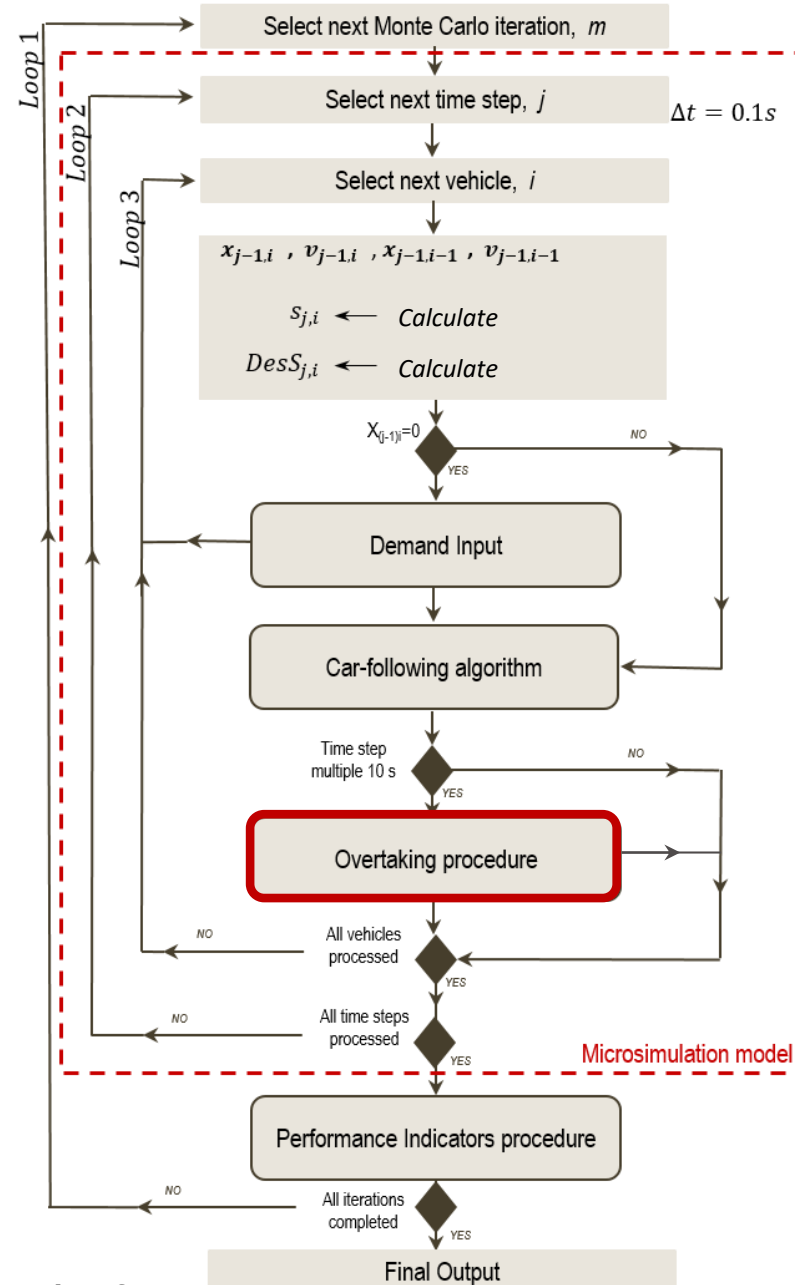 Select next Monte Carlo iteration, m
Loop 1
Select next time step, j
Δt = 0.1s
Loop 2
Select next vehicle, i
Loop 3
x_{j−1,i} , v_{j−1,i} , x_{j−1,i−1} , v_{j−1,i−1}
s_{j,i} ← Calculate
DesS_{j,i} ← Calculate
X_{(j-1)i}=0
NO
YES
Demand Input
Car-following algorithm
Time step
multiple 10 s
NO
YES
Overtaking procedure
All vehicles
processed
NO
YES
All time steps
processed
NO
YES
Microsimulation model
Performance Indicators procedure
All iterations
completed
NO
YES
Final Output